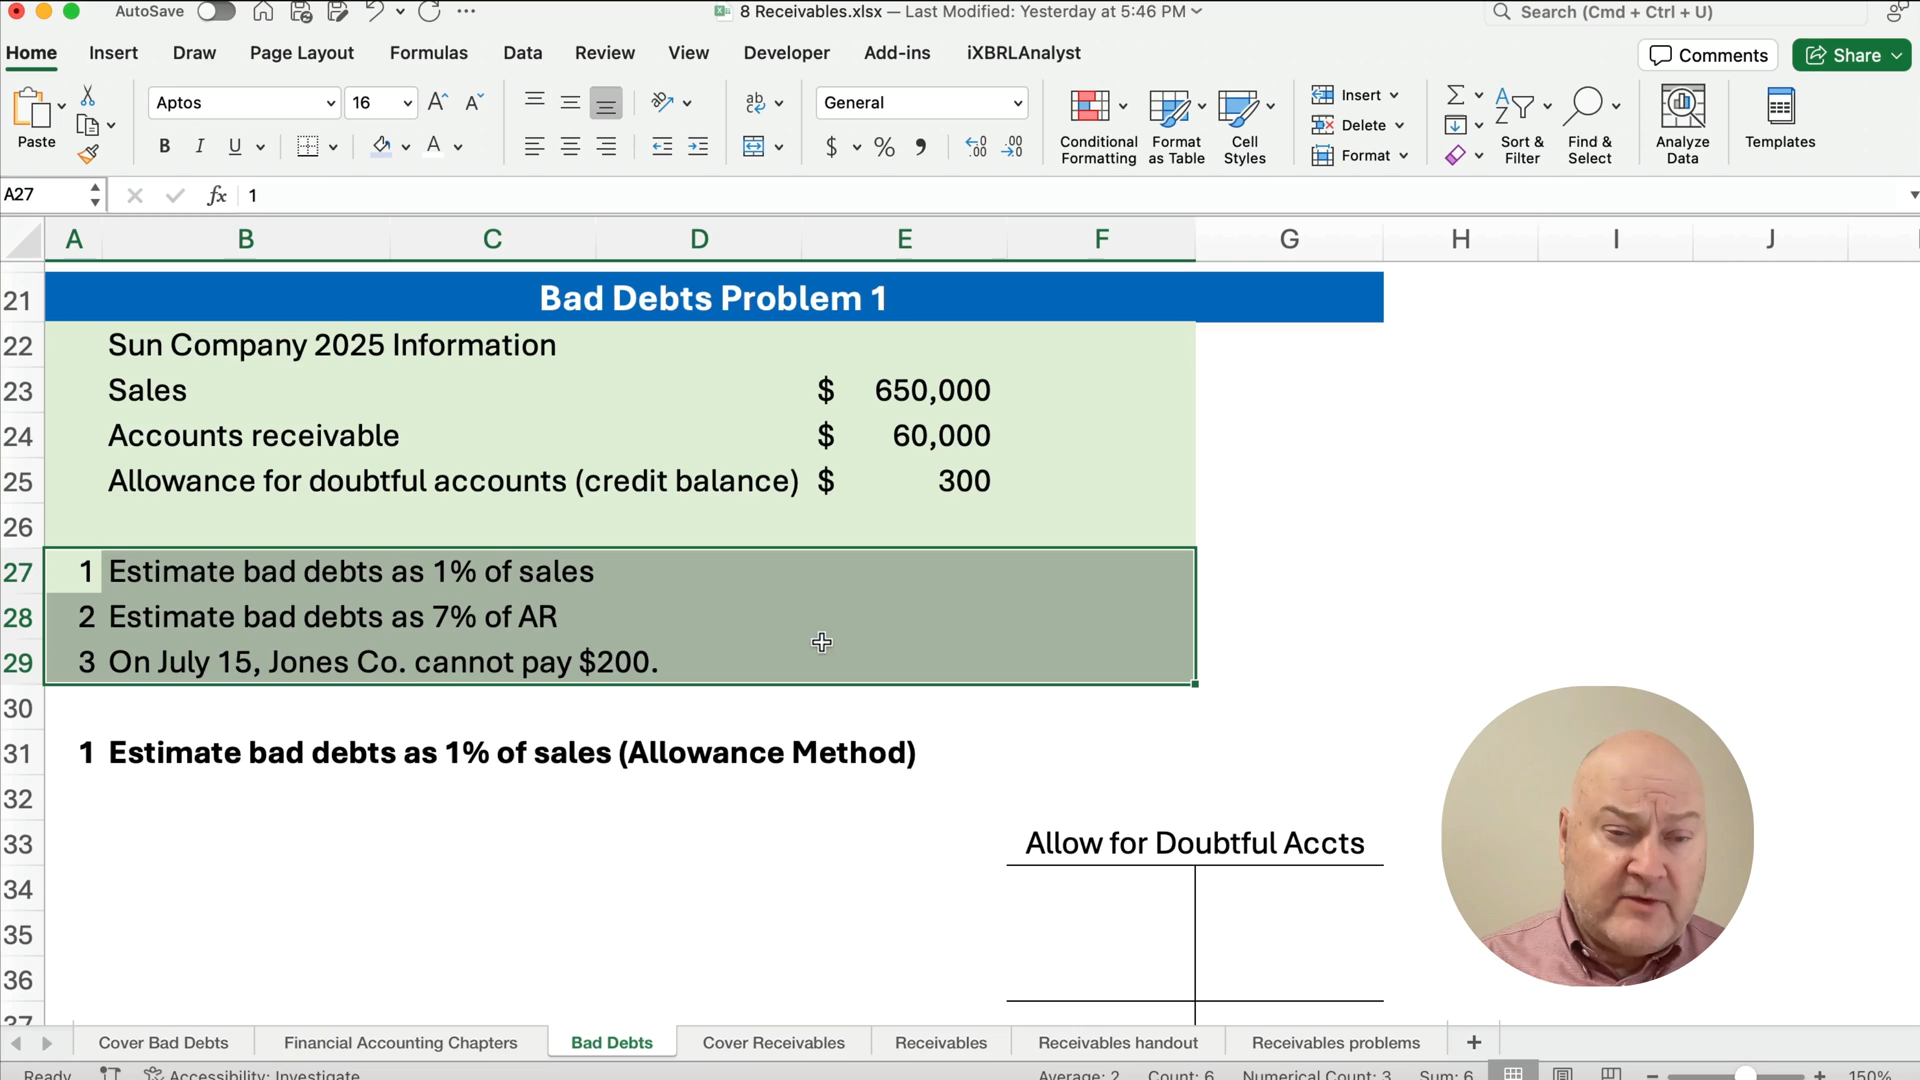 AutoSave
8 Receivables.xlsx — Last Modified: Yesterday at 5:46 PM
Search (Cmd + Ctrl + U)
Home Insert Draw Page Layout Formulas Data Review View Developer Add-ins iXBRLAnalyst
Comments
Share
Paste
Aptos
16
General
Conditional Formatting
Format as Table
Cell Styles
Insert
Delete
Format
Sort & Filter
Find & Select
Analyze Data
Templates
A27
fx 1
A B C D E F G H I J
21 Bad Debts Problem 1
22 Sun Company 2025 Information
23 Sales $ 650,000
24 Accounts receivable $ 60,000
25 Allowance for doubtful accounts (credit balance) $ 300
26
27 1 Estimate bad debts as 1% of sales
28 2 Estimate bad debts as 7% of AR
29 3 On July 15, Jones Co. cannot pay $200.
30
31 1 Estimate bad debts as 1% of sales (Allowance Method)
32
33 Allow for Doubtful Accts
34
35
36
37
Cover Bad Debts Financial Accounting Chapters Bad Debts Cover Receivables Receivables Receivables handout Receivables problems
Ready Accessibility: Investigate Average: 2 Count: 6 Numerical Count: 3 Sum: 6 150%